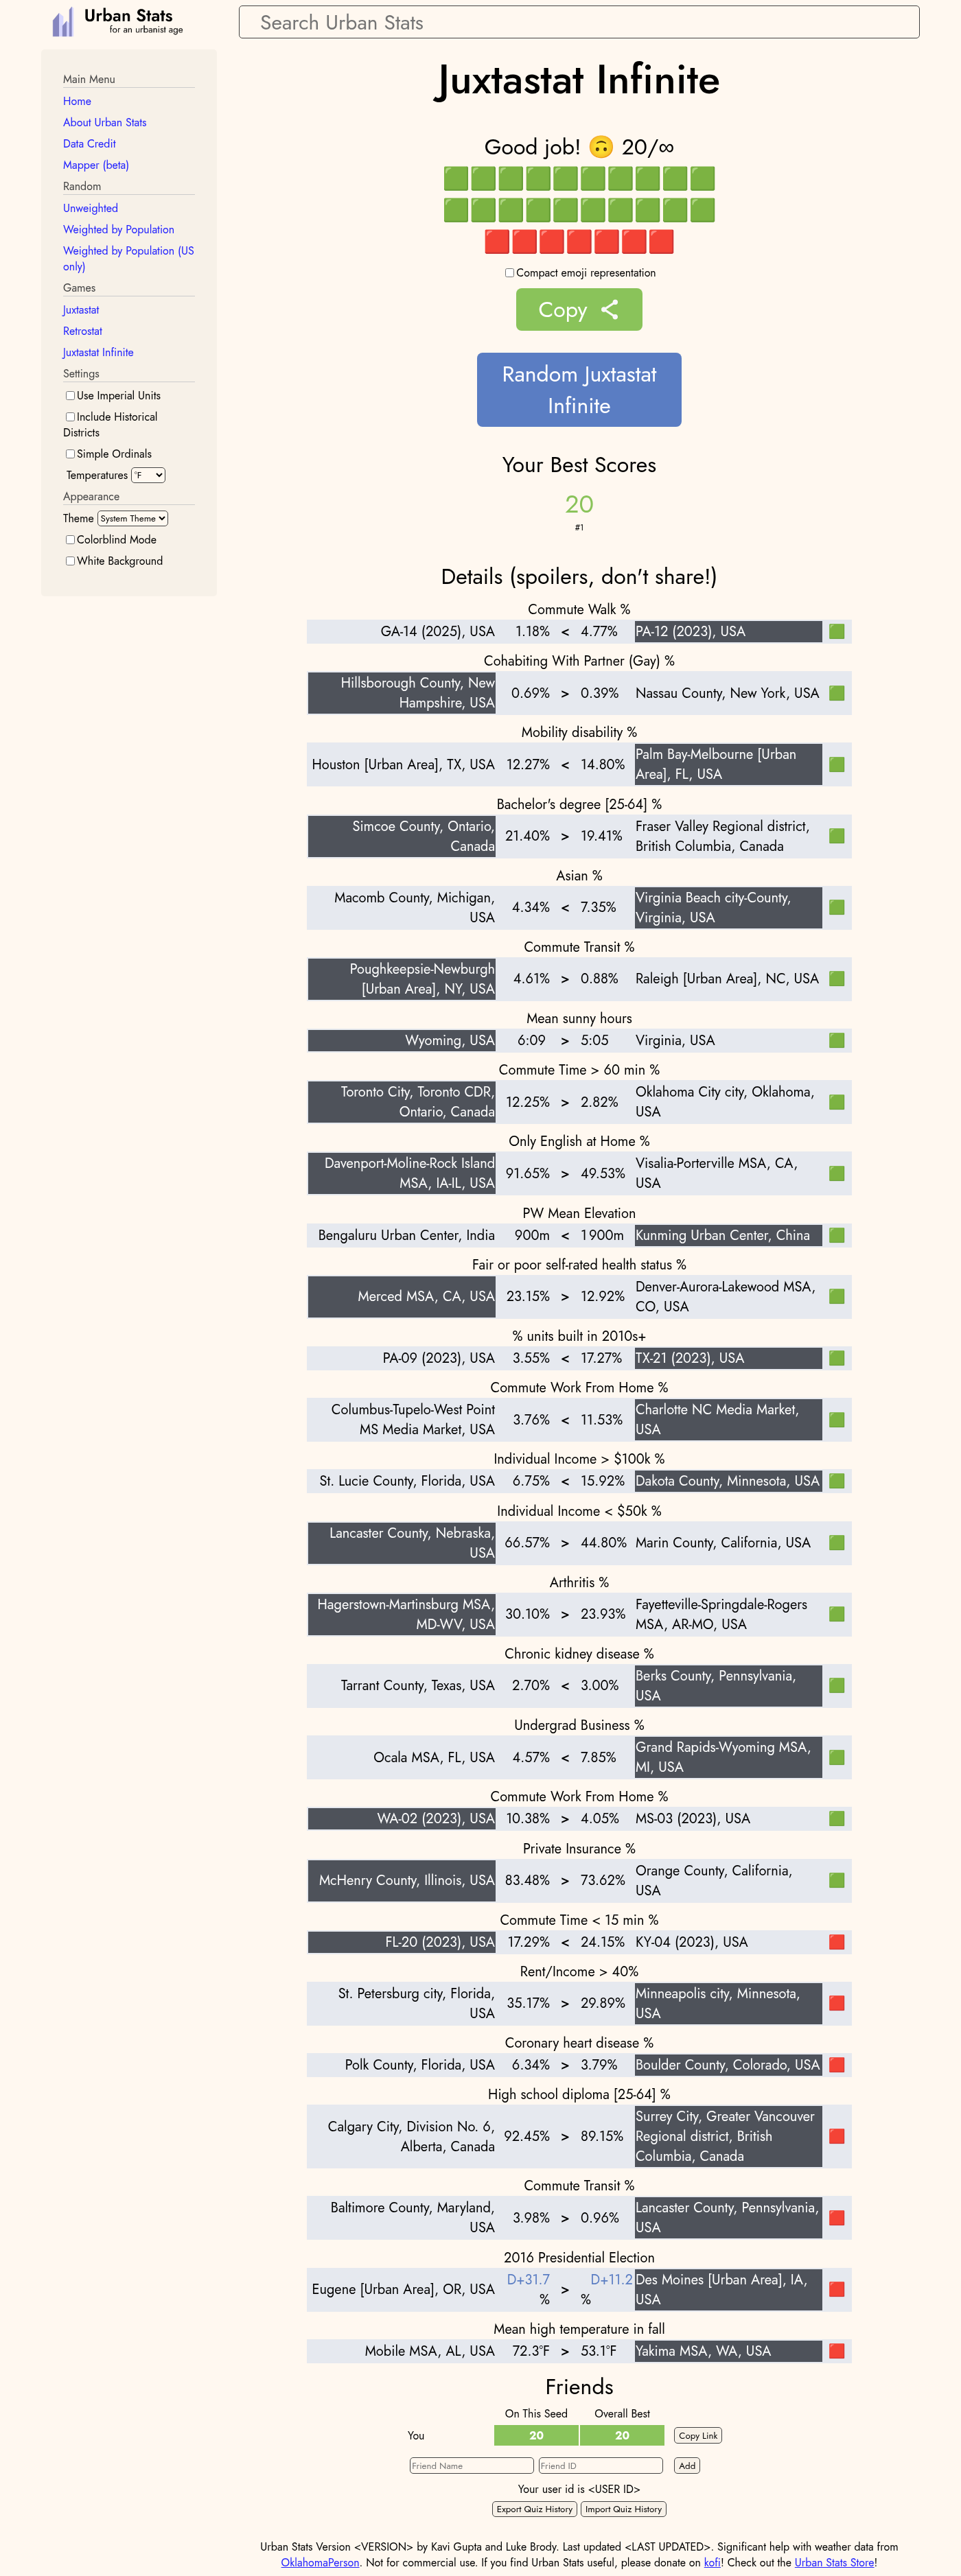 Urban Stats
for an urbanist age
Search Urban Stats
Main Menu
Home
About Urban Stats
Data Credit
Mapper (beta)
Random
Unweighted
Weighted by Population
Weighted by Population (US
only)
Games
Juxtastat
Retrostat
Juxtastat Infinite
Settings
Use Imperial Units
Include Historical
Districts
Simple Ordinals
Temperatures °F
Appearance
Theme System Theme
Colorblind Mode
White Background
Juxtastat Infinite
Good job! 🙃 20/∞
🟩🟩🟩🟩🟩🟩🟩🟩🟩🟩
🟩🟩🟩🟩🟩🟩🟩🟩🟩🟩
🟥🟥🟥🟥🟥🟥🟥
Compact emoji representation
Copy
Random Juxtastat
Infinite
Your Best Scores
20
#1
Details (spoilers, don't share!)
Commute Walk %
GA-14 (2025), USA 1.18% < 4.77% PA-12 (2023), USA 🟩
Cohabiting With Partner (Gay) %
Hillsborough County, New
Hampshire, USA 0.69% > 0.39% Nassau County, New York, USA 🟩
Mobility disability %
Houston [Urban Area], TX, USA 12.27% < 14.80% Palm Bay-Melbourne [Urban
Area], FL, USA 🟩
Bachelor's degree [25-64] %
Simcoe County, Ontario,
Canada 21.40% > 19.41% Fraser Valley Regional district,
British Columbia, Canada 🟩
Asian %
Macomb County, Michigan,
USA 4.34% < 7.35% Virginia Beach city-County,
Virginia, USA 🟩
Commute Transit %
Poughkeepsie-Newburgh
[Urban Area], NY, USA 4.61% > 0.88% Raleigh [Urban Area], NC, USA 🟩
Mean sunny hours
Wyoming, USA 6:09 > 5:05 Virginia, USA 🟩
Commute Time > 60 min %
Toronto City, Toronto CDR,
Ontario, Canada 12.25% > 2.82% Oklahoma City city, Oklahoma,
USA 🟩
Only English at Home %
Davenport-Moline-Rock Island
MSA, IA-IL, USA 91.65% > 49.53% Visalia-Porterville MSA, CA,
USA 🟩
PW Mean Elevation
Bengaluru Urban Center, India 900m < 1 900m Kunming Urban Center, China 🟩
Fair or poor self-rated health status %
Merced MSA, CA, USA 23.15% > 12.92% Denver-Aurora-Lakewood MSA,
CO, USA 🟩
% units built in 2010s+
PA-09 (2023), USA 3.55% < 17.27% TX-21 (2023), USA 🟩
Commute Work From Home %
Columbus-Tupelo-West Point
MS Media Market, USA 3.76% < 11.53% Charlotte NC Media Market,
USA 🟩
Individual Income > $100k %
St. Lucie County, Florida, USA 6.75% < 15.92% Dakota County, Minnesota, USA 🟩
Individual Income < $50k %
Lancaster County, Nebraska,
USA 66.57% > 44.80% Marin County, California, USA 🟩
Arthritis %
Hagerstown-Martinsburg MSA,
MD-WV, USA 30.10% > 23.93% Fayetteville-Springdale-Rogers
MSA, AR-MO, USA 🟩
Chronic kidney disease %
Tarrant County, Texas, USA 2.70% < 3.00% Berks County, Pennsylvania,
USA 🟩
Undergrad Business %
Ocala MSA, FL, USA 4.57% < 7.85% Grand Rapids-Wyoming MSA,
MI, USA 🟩
Commute Work From Home %
WA-02 (2023), USA 10.38% > 4.05% MS-03 (2023), USA 🟩
Private Insurance %
McHenry County, Illinois, USA 83.48% > 73.62% Orange County, California,
USA 🟩
Commute Time < 15 min %
FL-20 (2023), USA 17.29% < 24.15% KY-04 (2023), USA 🟥
Rent/Income > 40%
St. Petersburg city, Florida,
USA 35.17% > 29.89% Minneapolis city, Minnesota,
USA 🟥
Coronary heart disease %
Polk County, Florida, USA 6.34% > 3.79% Boulder County, Colorado, USA 🟥
High school diploma [25-64] %
Calgary City, Division No. 6,
Alberta, Canada 92.45% > 89.15% Surrey City, Greater Vancouver
Regional district, British
Columbia, Canada 🟥
Commute Transit %
Baltimore County, Maryland,
USA 3.98% > 0.96% Lancaster County, Pennsylvania,
USA 🟥
2016 Presidential Election
Eugene [Urban Area], OR, USA D+31.7
% > D+11.2
% Des Moines [Urban Area], IA,
USA 🟥
Mean high temperature in fall
Mobile MSA, AL, USA 72.3°F > 53.1°F Yakima MSA, WA, USA 🟥
Friends
On This Seed Overall Best
You 20 20 Copy Link
Friend Name Friend ID Add
Your user id is <USER ID>
Export Quiz History Import Quiz History
Urban Stats Version <VERSION> by Kavi Gupta and Luke Brody. Last updated <LAST UPDATED>. Significant help with weather data from
OklahomaPerson. Not for commercial use. If you find Urban Stats useful, please donate on kofi! Check out the Urban Stats Store!